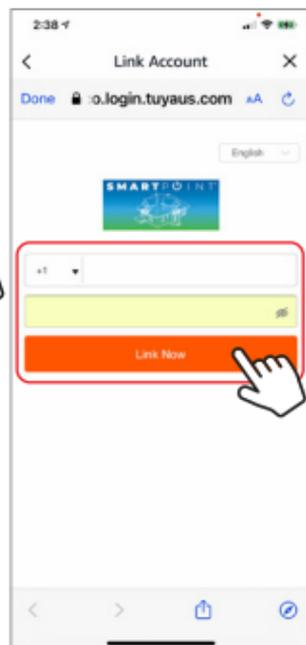 2:38
Link Account
Done :o.login.tuyaus.com AA
English
SMARTPOINT
+1
Link Now